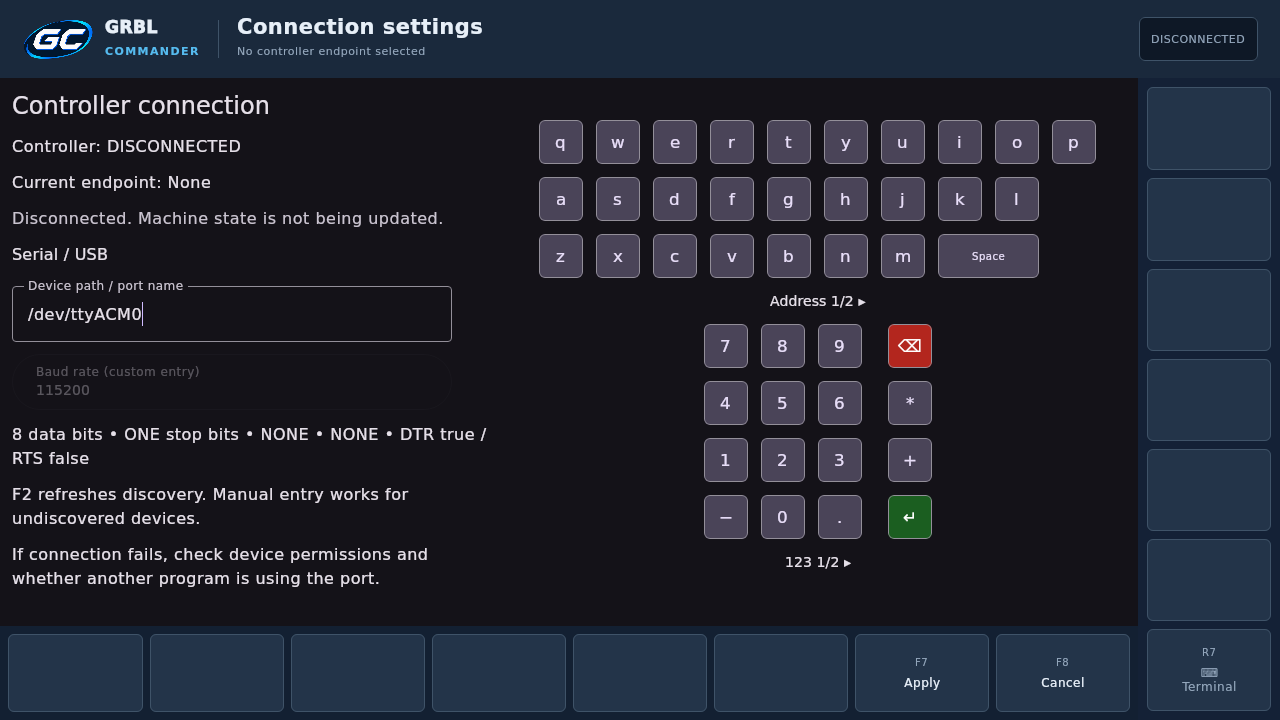 GC
GRBL
COMMANDER
Connection settings
No controller endpoint selected
DISCONNECTED
Controller connection
Controller: DISCONNECTED
Current endpoint: None
Disconnected. Machine state is not being updated.
Serial / USB
Device path / port name
/dev/ttyACM0
Baud rate (custom entry)
115200
8 data bits • ONE stop bits • NONE • NONE • DTR true /
RTS false
F2 refreshes discovery. Manual entry works for
undiscovered devices.
If connection fails, check device permissions and
whether another program is using the port.
q w e r t y u i o p
a s d f g h j k l
z x c v b n m Space
Address 1/2 ▸
7 8 9 ⌫
4 5 6 *
1 2 3 +
− 0 . ↵
123 1/2 ▸
F7
Apply
F8
Cancel
R7
⌨
Terminal